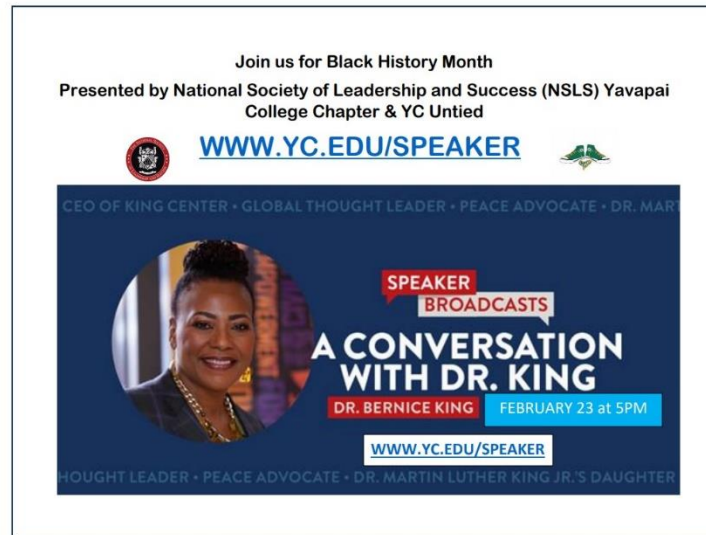 Join us for Black History Month
Presented by National Society of Leadership and Success (NSLS) Yavapai
College Chapter & YC Untied
WWW.YC.EDU/SPEAKER
CEO OF KING CENTER • GLOBAL THOUGHT LEADER • PEACE ADVOCATE • DR. MART
SPEAKER
BROADCASTS
A CONVERSATION
WITH DR. KING
DR. BERNICE KING
FEBRUARY 23 at 5PM
WWW.YC.EDU/SPEAKER
HOUGHT LEADER • PEACE ADVOCATE • DR. MARTIN LUTHER KING JR.'S DAUGHTER